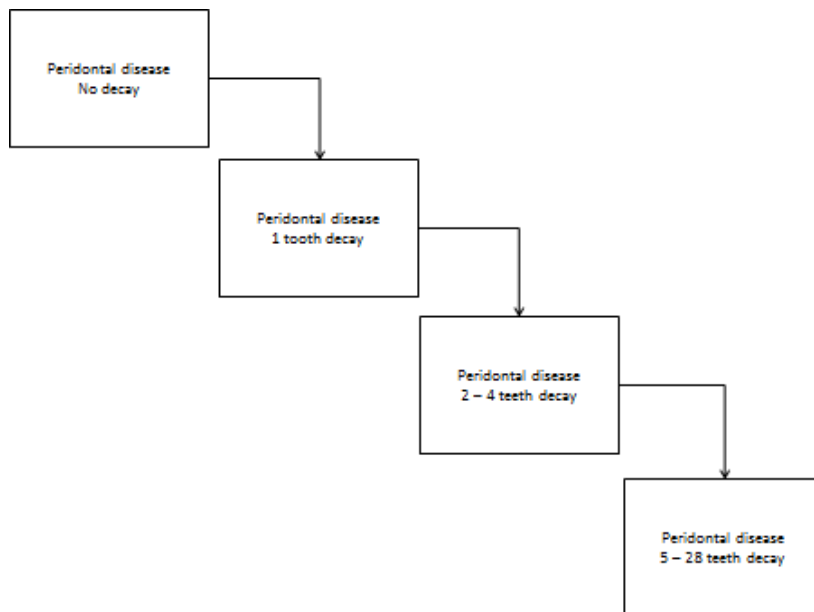 Peridontal disease
No decay
Peridontal disease
1 tooth decay
Peridontal disease
2 – 4 teeth decay
Peridontal disease
5 – 28 teeth decay